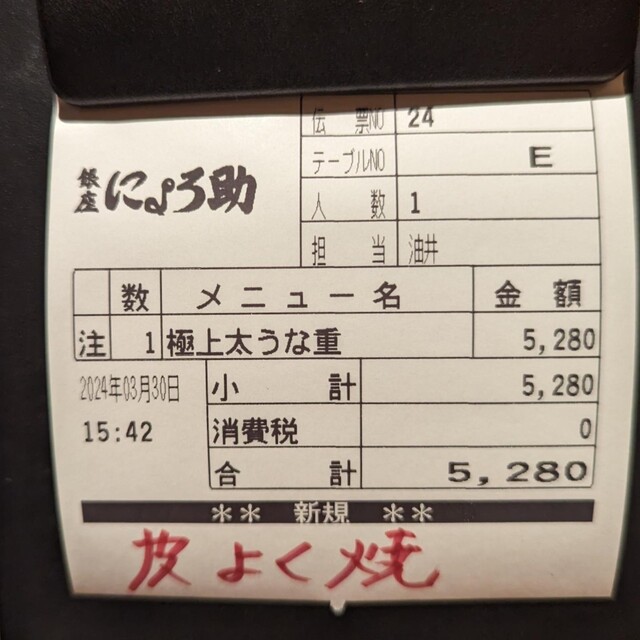 伝票NO 24
テーブルNO E
人数 1
担当 油井
銀座 にょろ助
数 メニュー名 金額
注 1 極上太うな重 5,280
2024年03月30日 小計 5,280
15:42 消費税 0
合計 5,280
** 新規 **
皮よく焼